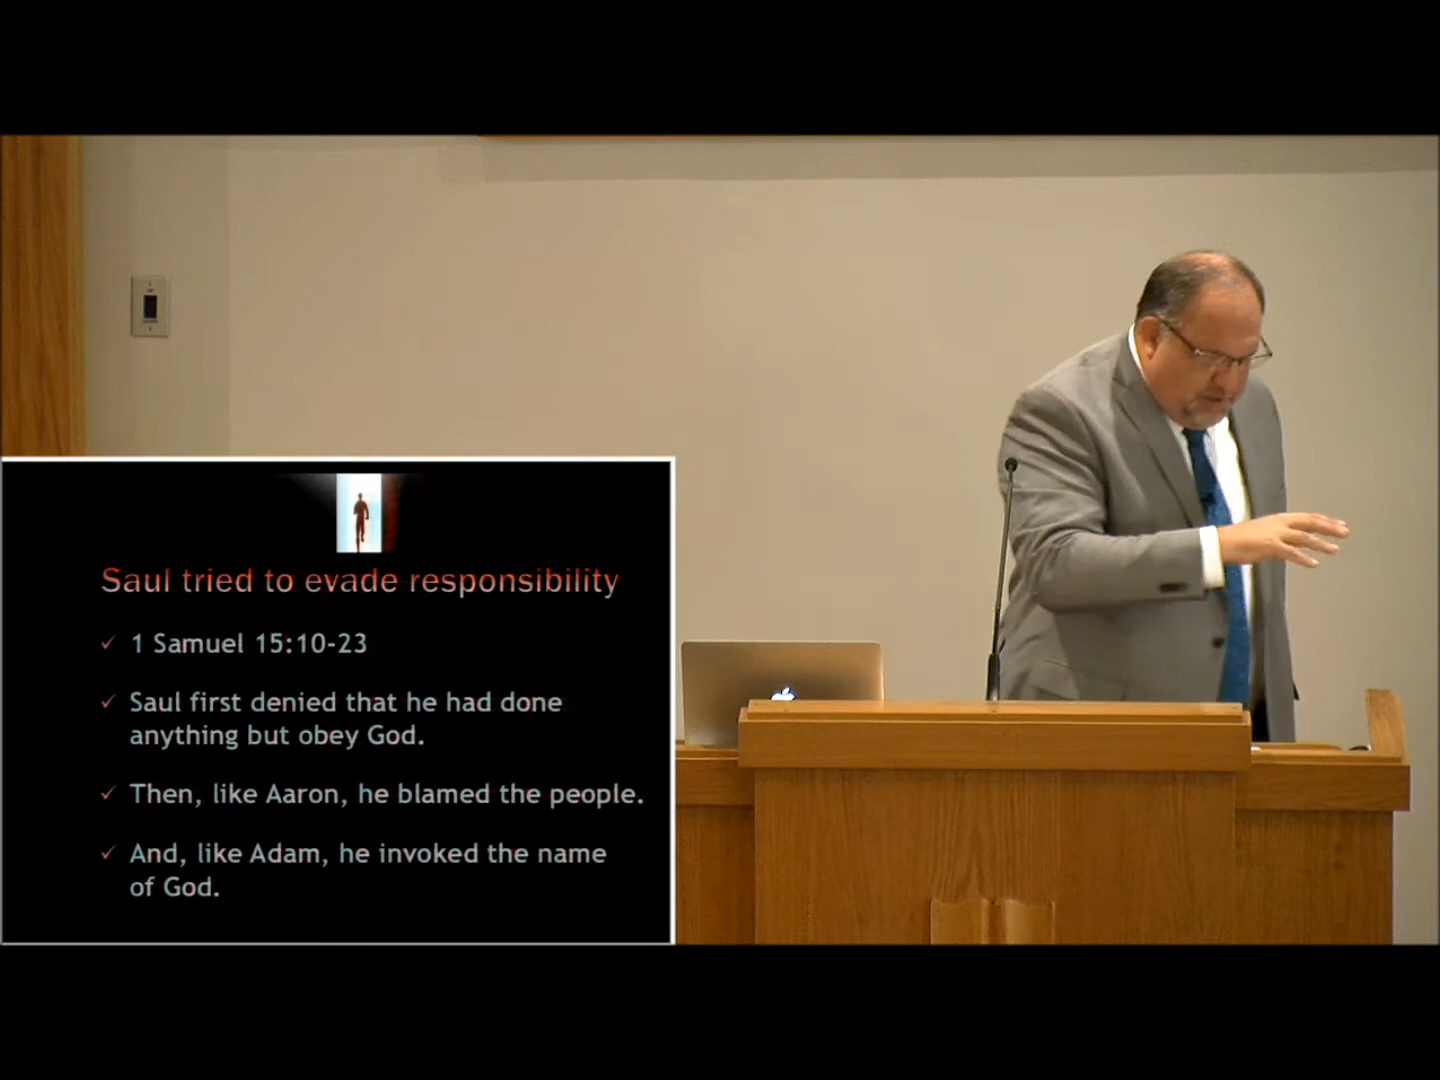 Saul tried to evade responsibility
✓ 1 Samuel 15:10-23
✓ Saul first denied that he had done
anything but obey God.
✓ Then, like Aaron, he blamed the people.
✓ And, like Adam, he invoked the name
of God.